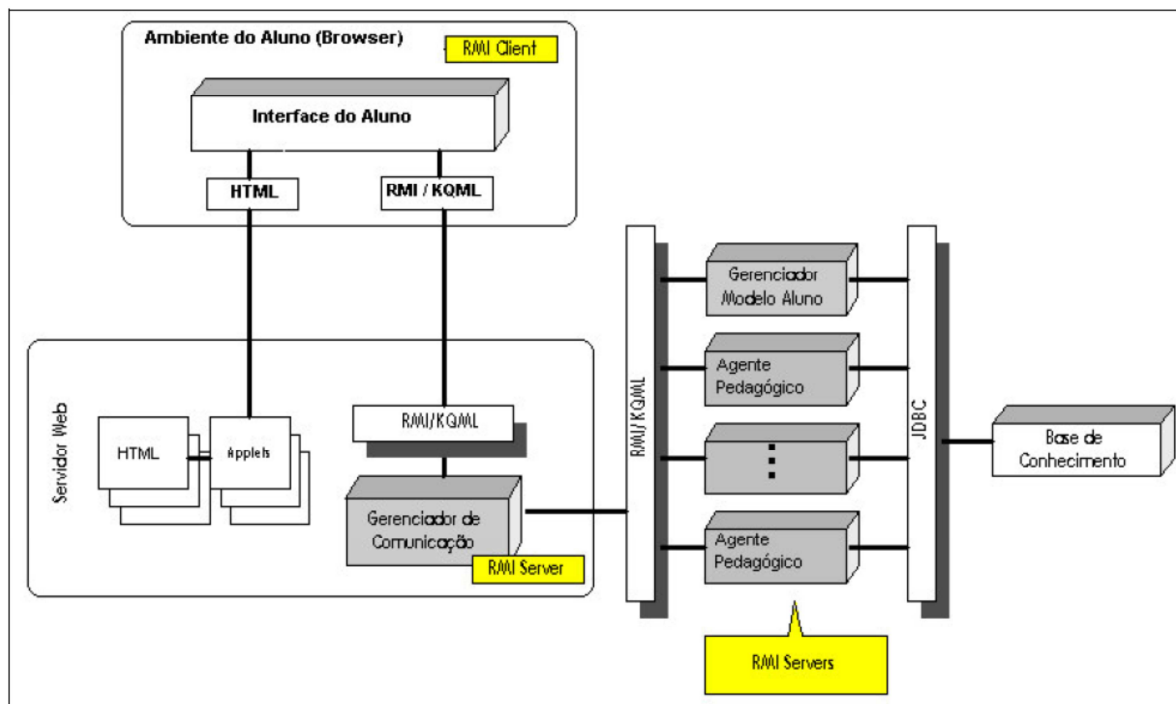 Ambiente do Aluno (Browser)
RMI Client
Interface do Aluno
HTML
RMI / KQML
Servidor Web
HTML
Applets
RMI/KQML
Gerenciador de
Comunicação
RMI Server
RMI/ KQML
Gerenciador
Modelo Aluno
Agente
Pedagógico
Agente
Pedagógico
RMI Servers
JDBC
Base de
Conhecimento